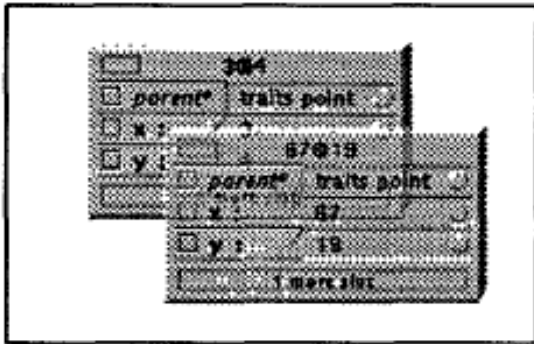 3@4
parent* traits point
x :
y :
67@19
parent* traits point
x : 67
y : 19
1 more slot